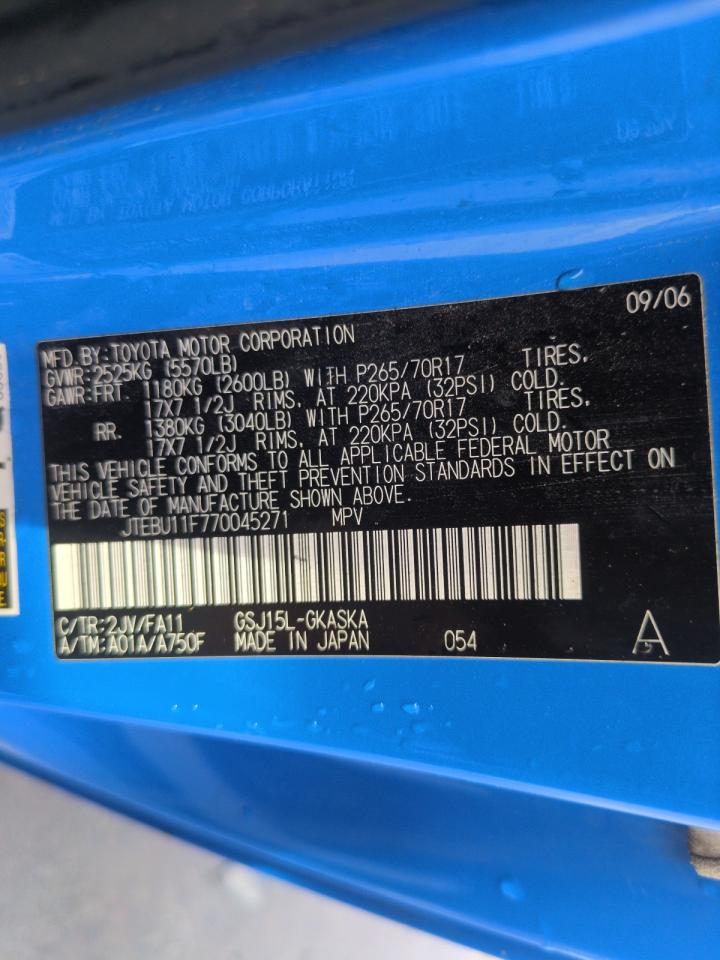 09/06
MFD.BY:TOYOTA MOTOR CORPORATION
GVWR:2525KG (5570LB)
GAWR:FRT. 1180KG (2600LB) WITH P265/70R17 TIRES,
17X7 1/2J RIMS, AT 220KPA (32PSI) COLD.
RR. 1380KG (3040LB) WITH P265/70R17 TIRES,
17X7 1/2J RIMS, AT 220KPA (32PSI) COLD.
THIS VEHICLE CONFORMS TO ALL APPLICABLE FEDERAL MOTOR
VEHICLE SAFETY AND THEFT PREVENTION STANDARDS IN EFFECT ON
THE DATE OF MANUFACTURE SHOWN ABOVE.
JTEBU11F770045271 MPV
C/TR:2JV/FA11 GSJ15L-GKASKA
A/TM:A01A/A750F MADE IN JAPAN 054 A